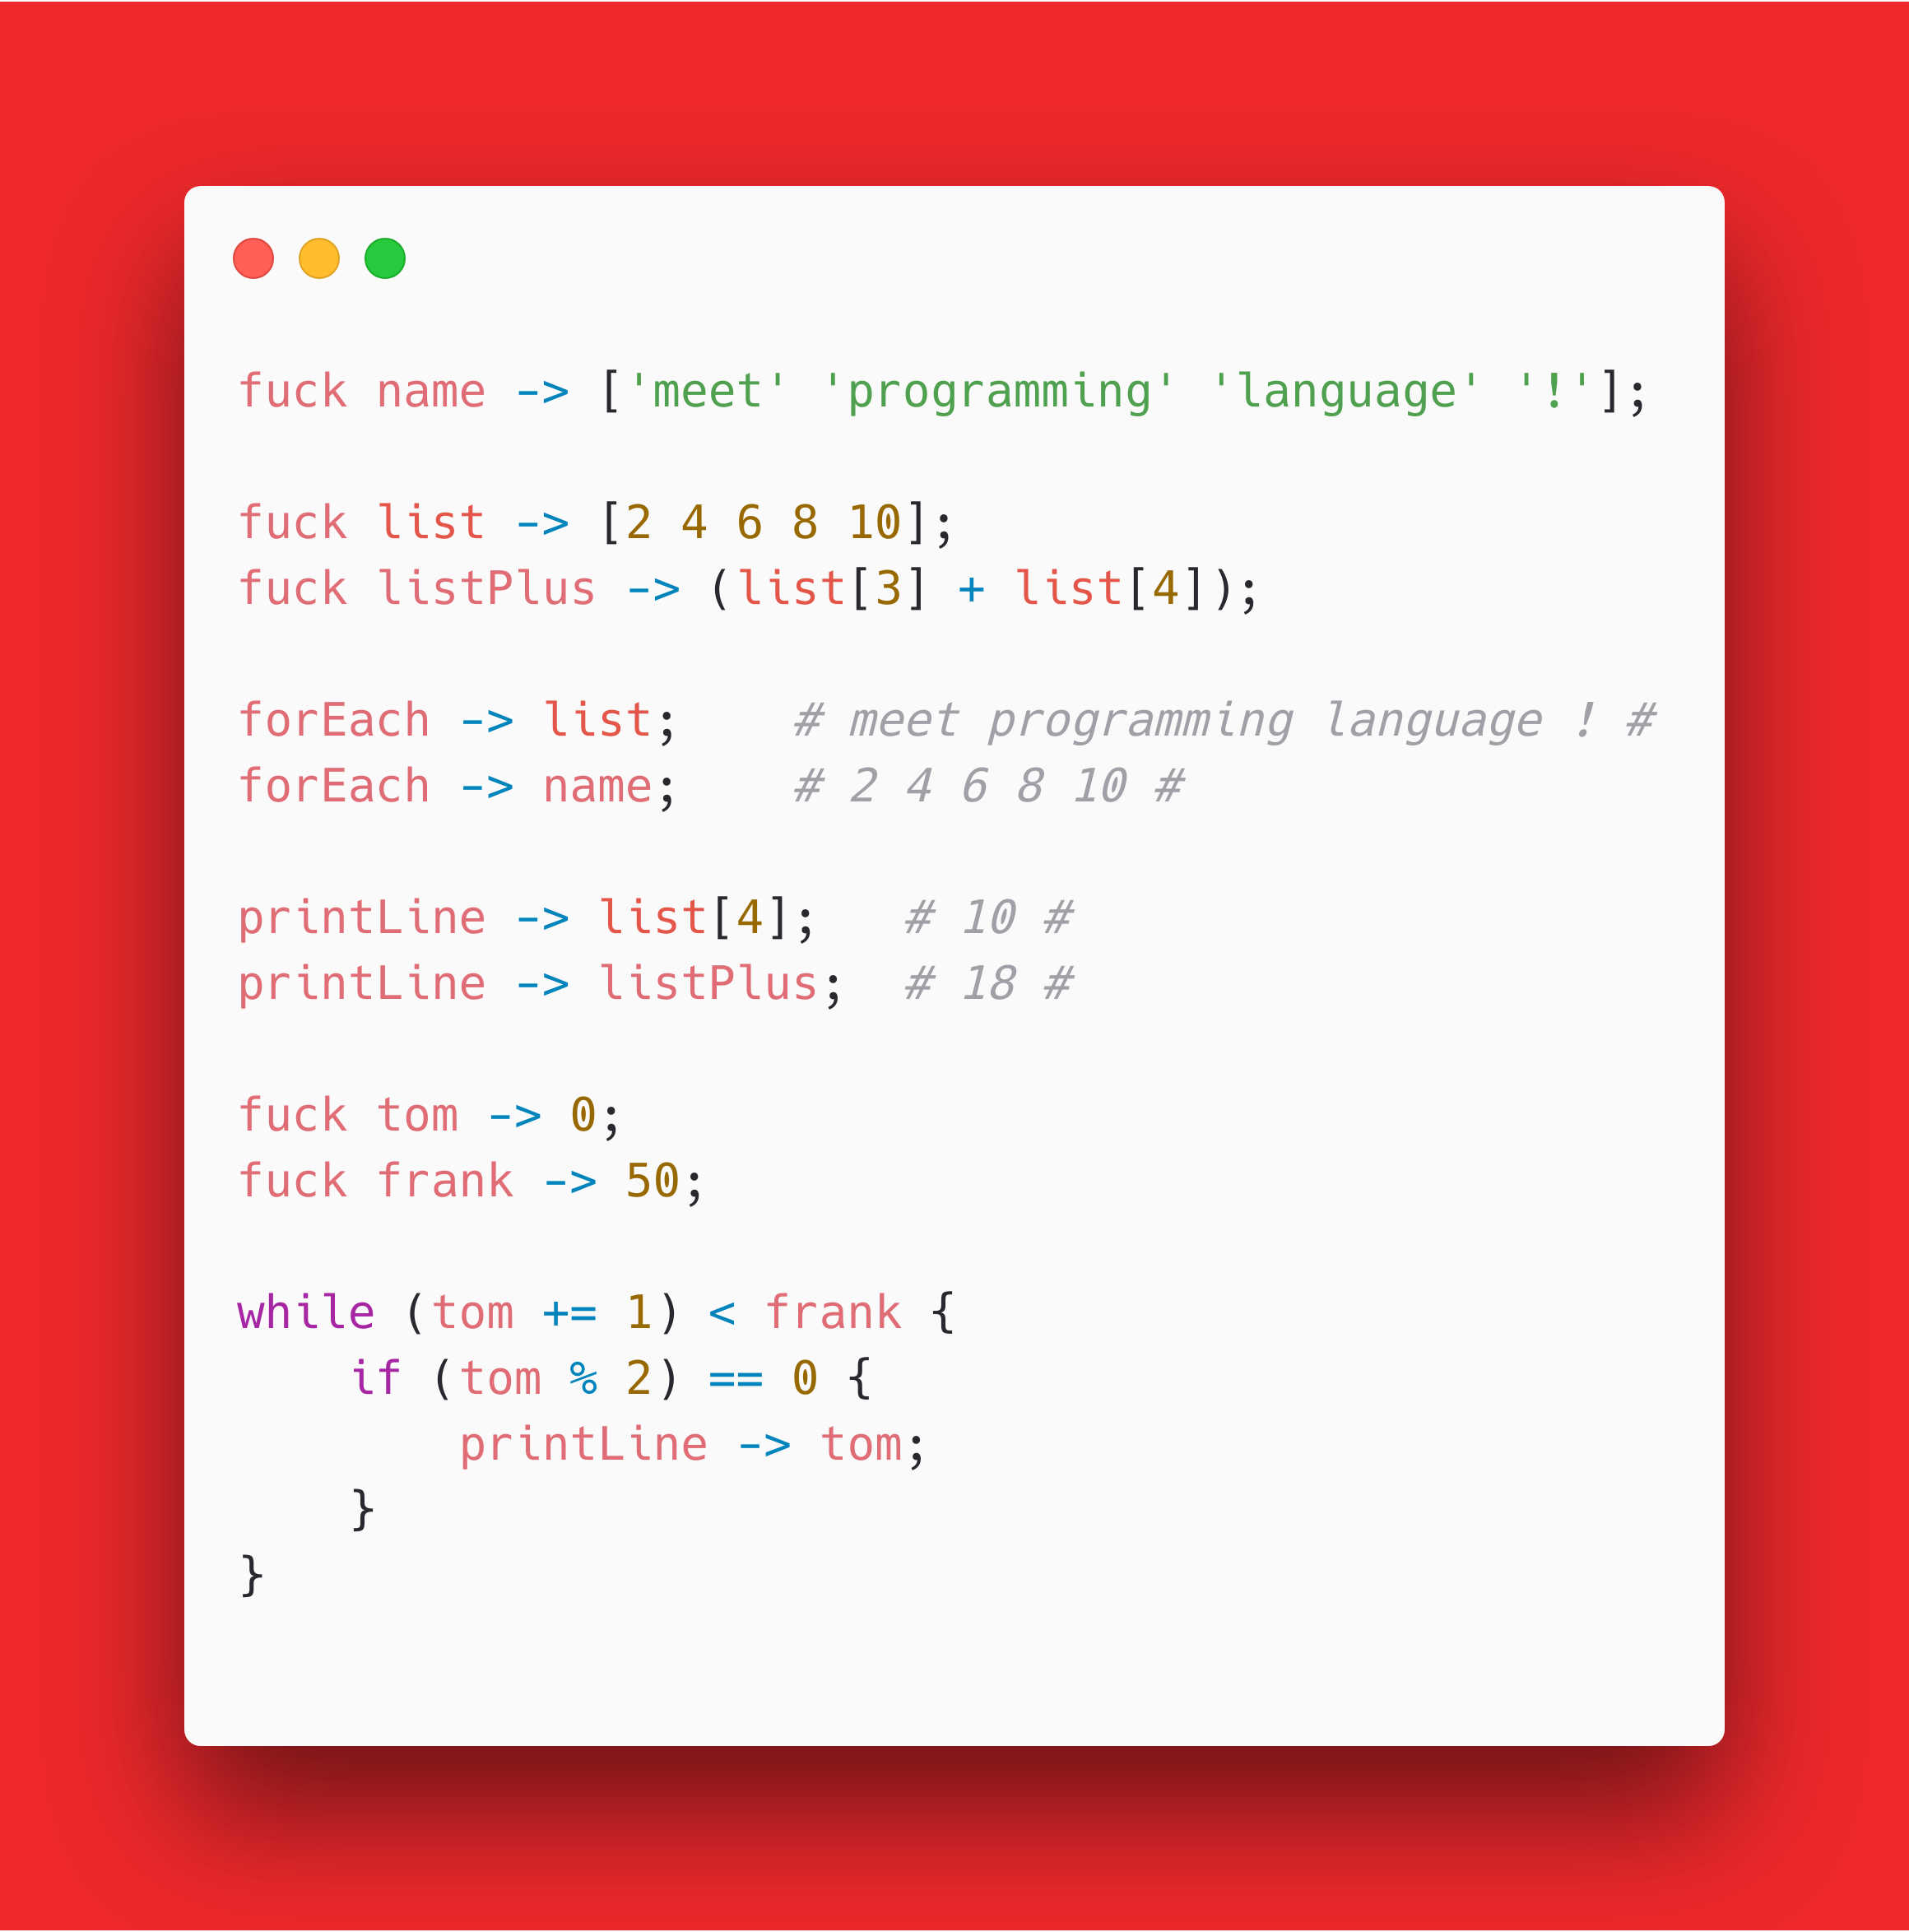 fuck name -> ['meet' 'programming' 'language' '!'];
fuck list -> [2 4 6 8 10];
fuck listPlus -> (list[3] + list[4]);
forEach -> list;    # meet programming language ! #
forEach -> name;    # 2 4 6 8 10 #
printLine -> list[4];   # 10 #
printLine -> listPlus;  # 18 #
fuck tom -> 0;
fuck frank -> 50;
while (tom += 1) < frank {
    if (tom % 2) == 0 {
        printLine -> tom;
    }
}